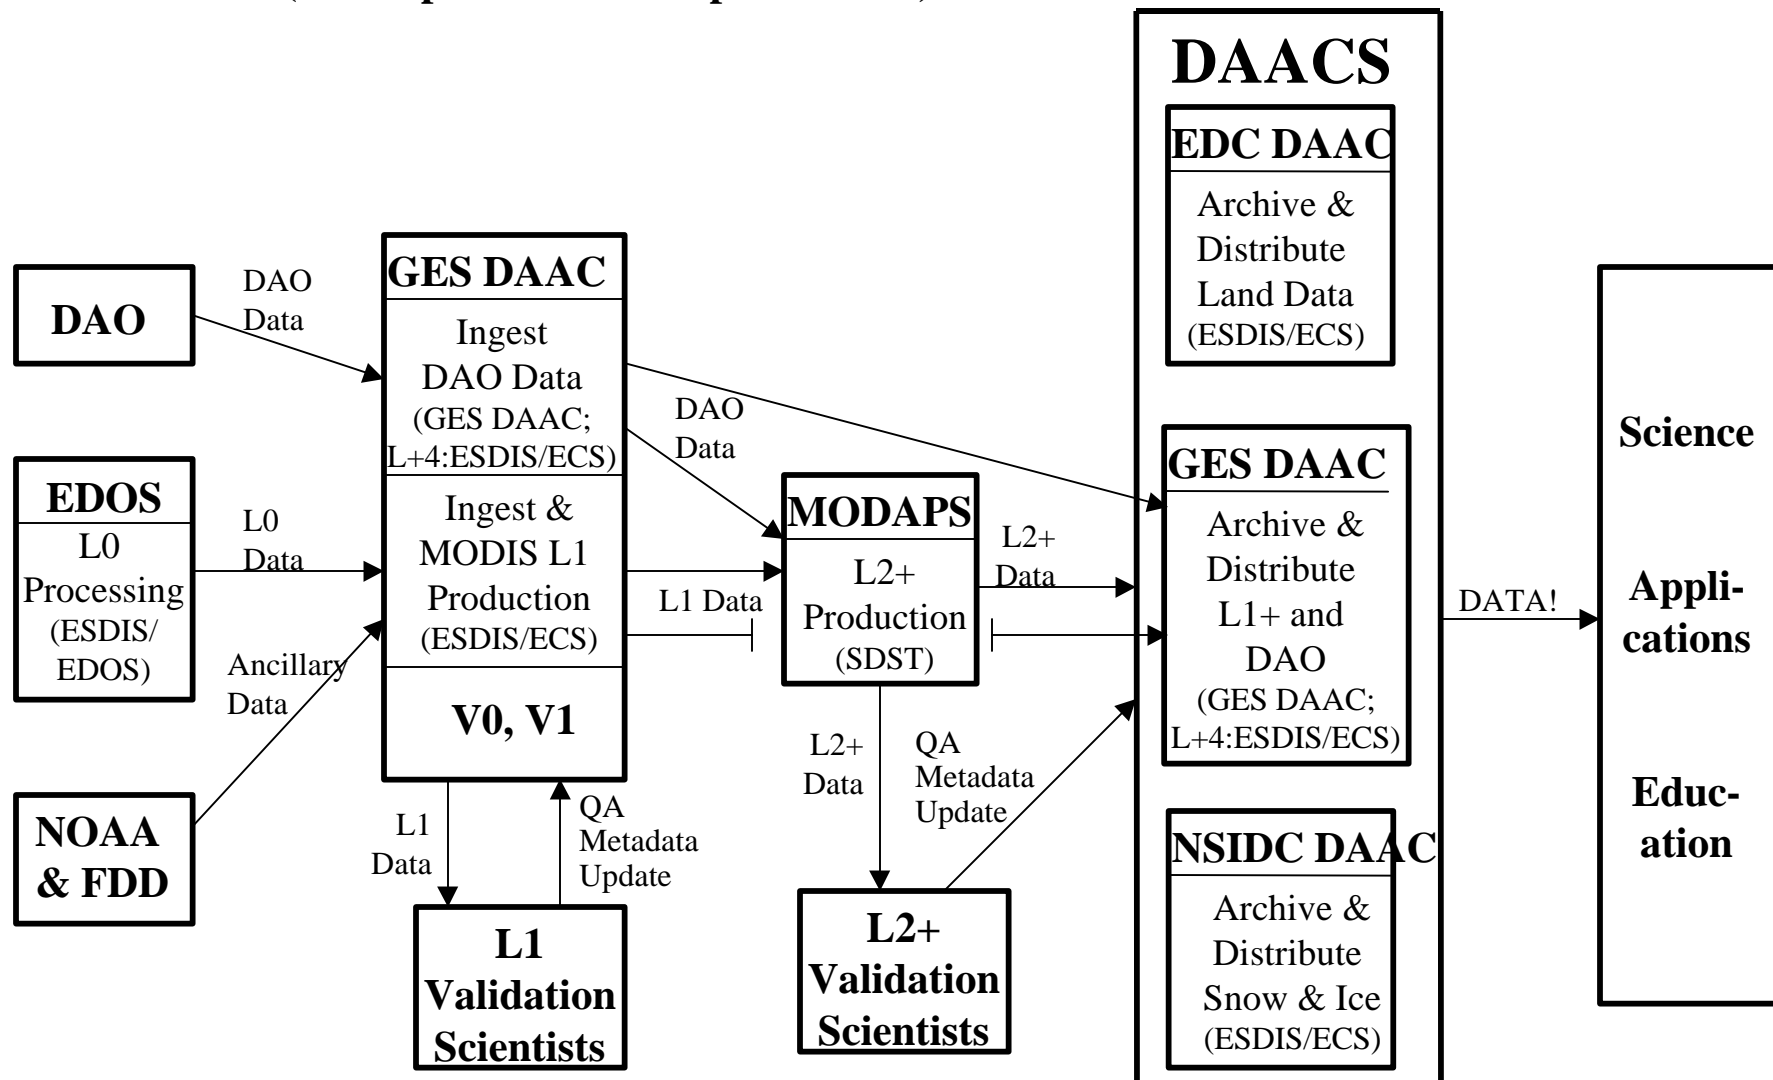 DAACS
EDC DAAC
Archive &
Distribute
Land Data
(ESDIS/ECS)
DAO
DAO
Data
GES DAAC
Ingest
DAO Data
(GES DAAC;
L+4:ESDIS/ECS)
Ingest &
MODIS L1
Production
(ESDIS/ECS)
V0, V1
EDOS
L0
Processing
(ESDIS/
EDOS)
L0
Data
Ancillary
Data
NOAA
& FDD
L1
Data
QA
Metadata
Update
L1
Validation
Scientists
DAO
Data
L1 Data
MODAPS
L2+
Production
(SDST)
L2+
Data
L2+
Data
QA
Metadata
Update
L2+
Validation
Scientists
GES DAAC
Archive &
Distribute
L1+ and
DAO
(GES DAAC;
L+4:ESDIS/ECS)
NSIDC DAAC
Archive &
Distribute
Snow & Ice
(ESDIS/ECS)
DATA!
Science
Appli-
cations
Educ-
ation